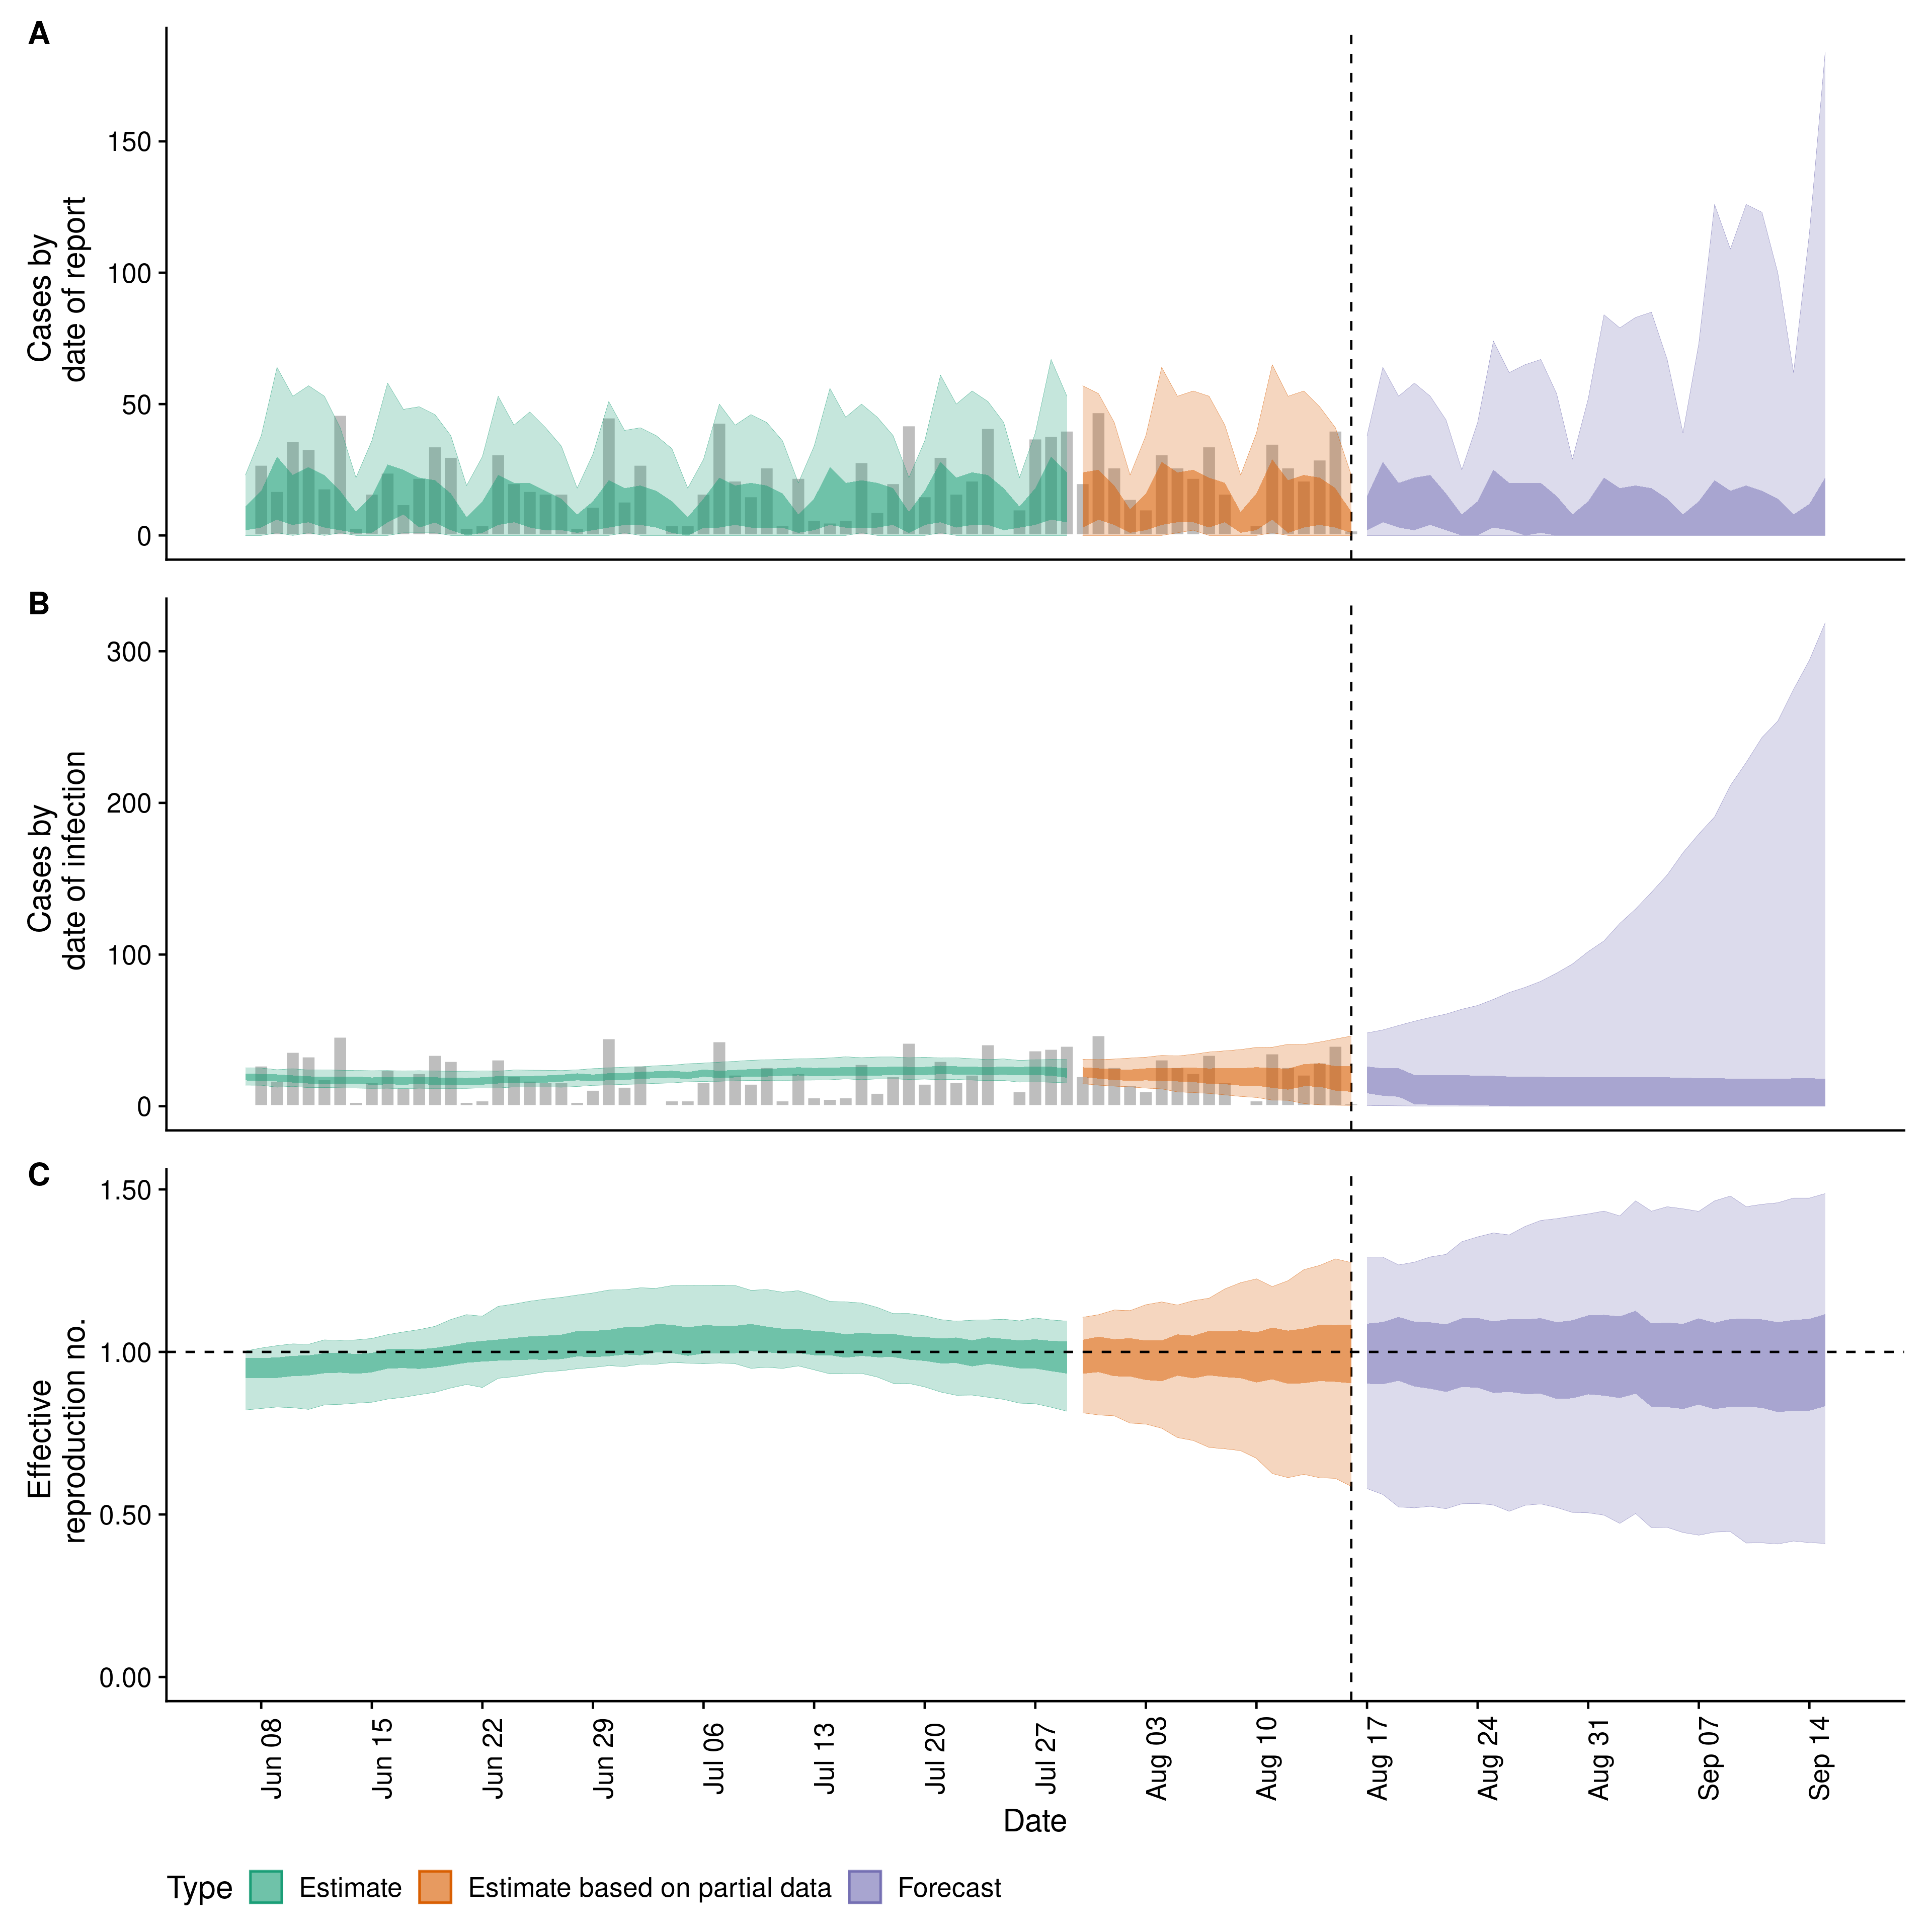 A
150
100
50
0
Cases by
date of report
B
300
200
100
0
Cases by
date of infection
C
1.50
1.00
0.50
0.00
Effective
reproduction no.
Jun 08
Jun 15
Jun 22
Jun 29
Jul 06
Jul 13
Jul 20
Jul 27
Aug 03
Aug 10
Aug 17
Aug 24
Aug 31
Sep 07
Sep 14
Date
Type Estimate Estimate based on partial data Forecast